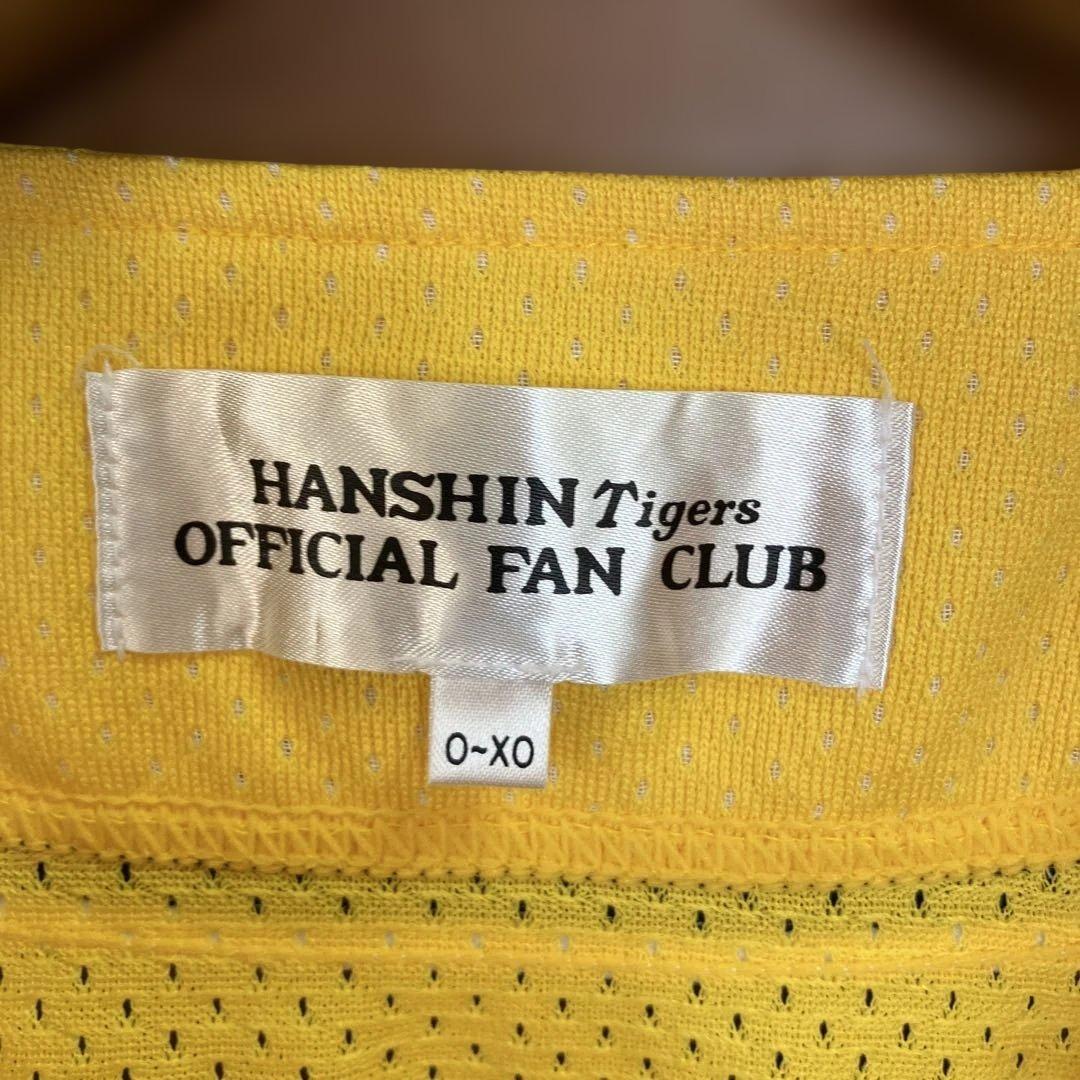 HANSHIN Tigers
OFFICIAL FAN CLUB
O~XO